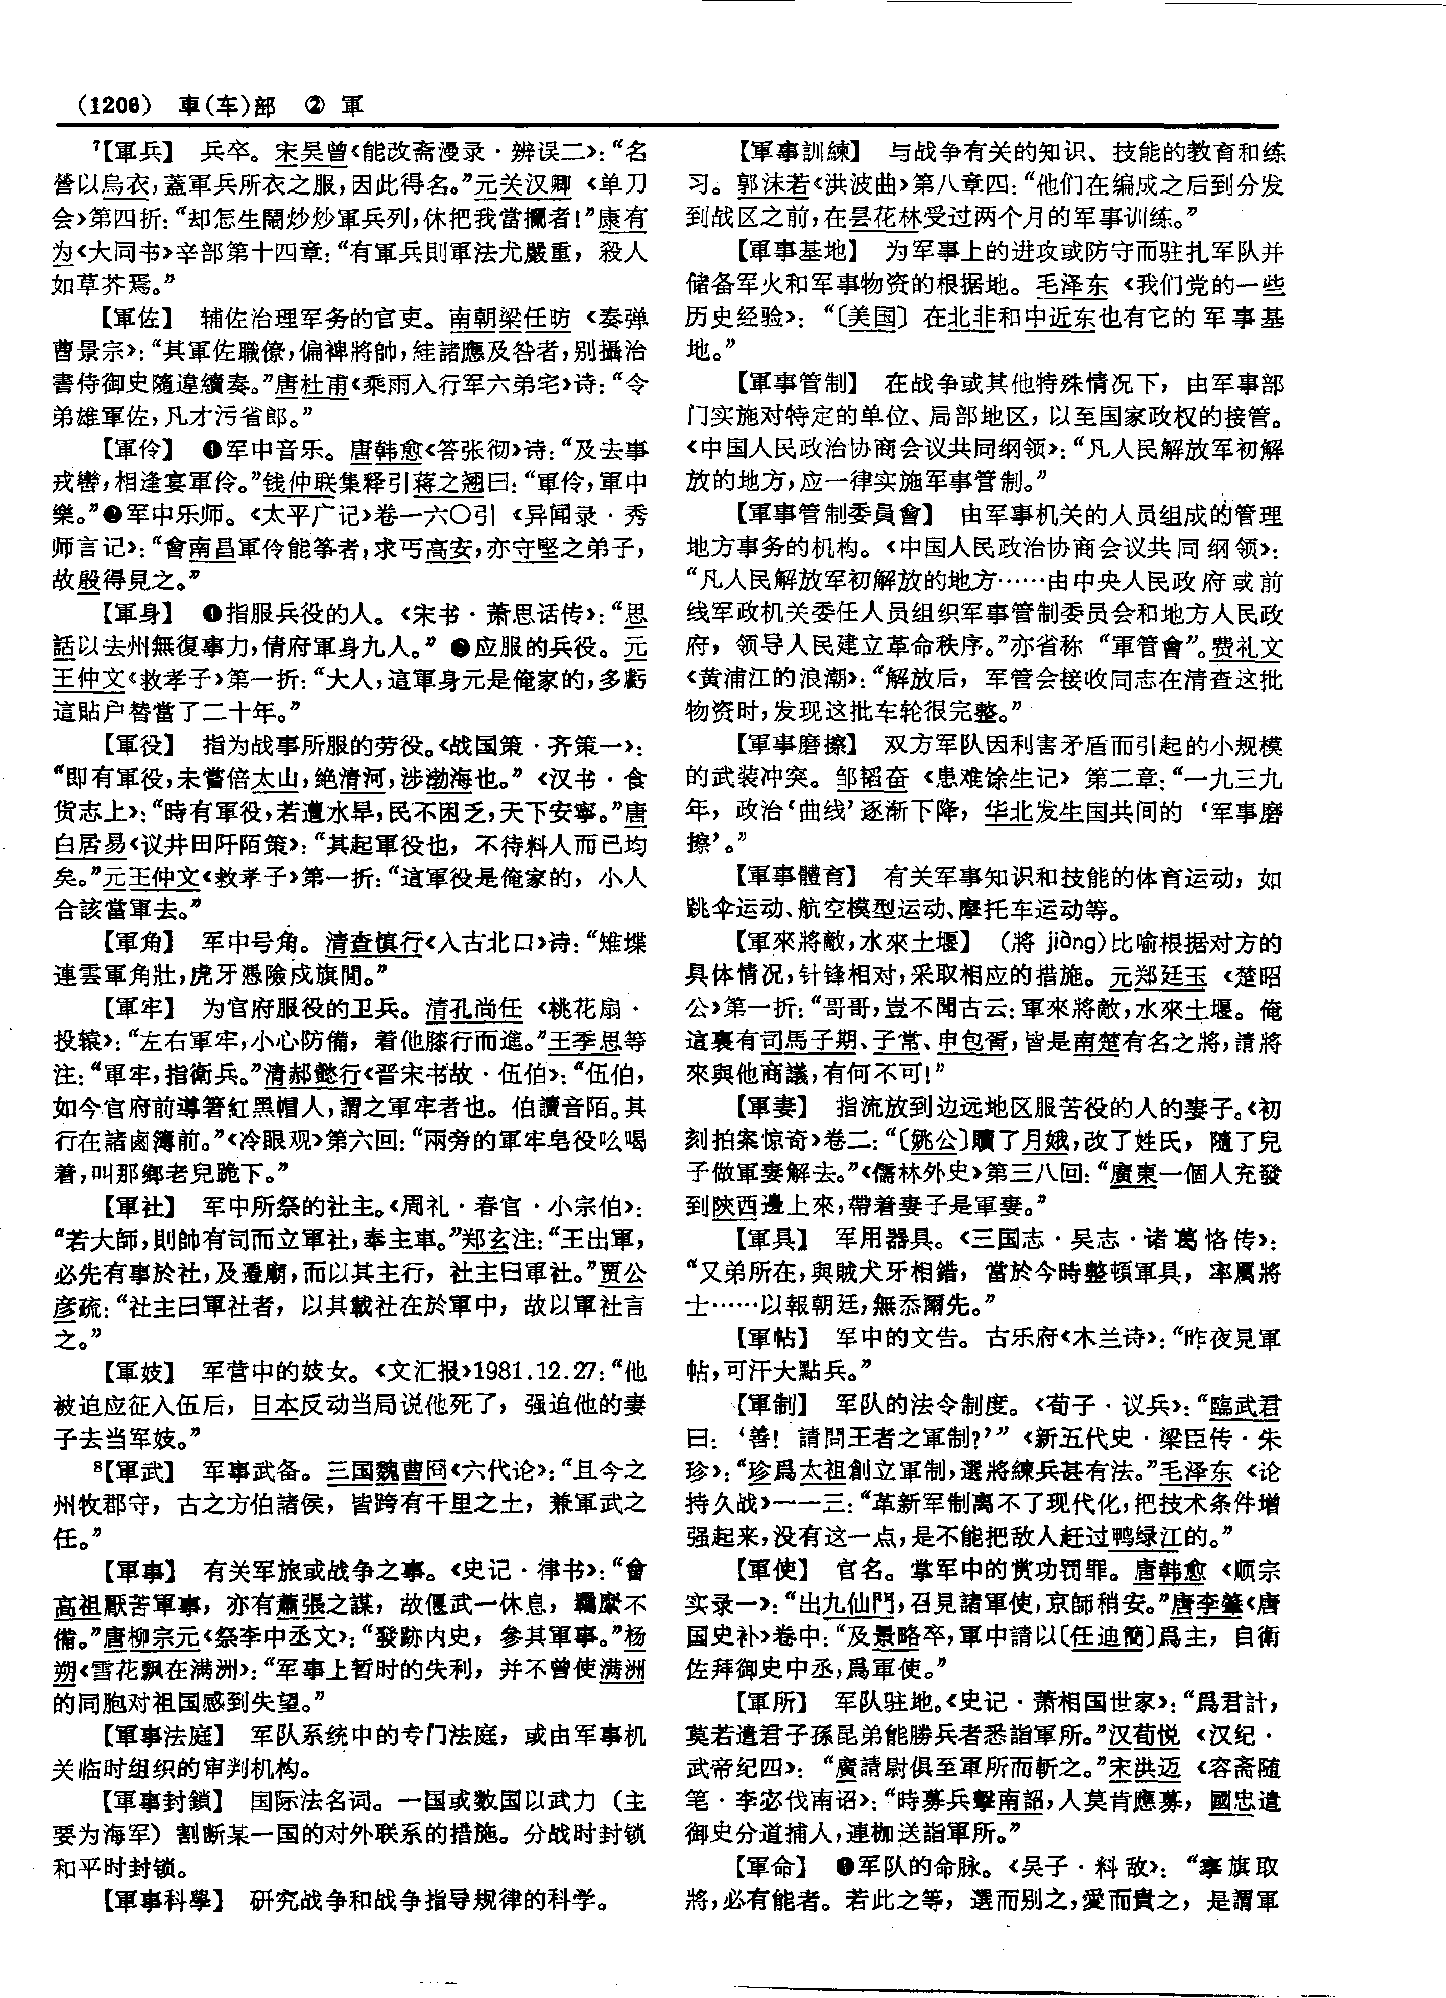 (1206) 車(车)部 ② 軍
⁷【軍兵】 兵卒。宋吴曾《能改斋漫录·辨误二》:“名
營以烏衣,蓋軍兵所衣之服,因此得名。”元关汉卿《单刀
会》第四折:“却怎生鬧炒炒軍兵列,休把我當攔者!”康有
为《大同书》辛部第十四章:“有軍兵則軍法尤嚴重,殺人
如草芥焉。”
【軍佐】 辅佐治理军务的官吏。南朝梁任昉《奏弹
曹景宗》:“其軍佐職僚,偏裨將帥,絓諸應及咎者,别攝治
書侍御史隨違續奏。”唐杜甫《乘雨入行军六弟宅》诗:“令
弟雄軍佐,凡才污省郎。”
【軍伶】 ❶军中音乐。唐韩愈《答张彻》诗:“及去事
戎轡,相逢宴軍伶。”钱仲联集释引蒋之翘曰:“軍伶,軍中
樂。”❷军中乐师。《太平广记》卷一六〇引《异闻录·秀
师言记》:“會南昌軍伶能筝者,求丐高安,亦守堅之弟子,
故殷得見之。”
【軍身】 ❶指服兵役的人。《宋书·萧思话传》:“思
話以去州無復事力,倩府軍身九人。” ❷应服的兵役。元
王仲文《救孝子》第一折:“大人,這軍身元是俺家的,多虧
這貼户替當了二十年。”
【軍役】 指为战事所服的劳役。《战国策·齐策一》:
“即有軍役,未嘗倍太山,絶清河,涉渤海也。”《汉书·食
货志上》:“時有軍役,若遭水旱,民不困乏,天下安寧。”唐
白居易《议井田阡陌策》:“其起軍役也,不待料人而已均
矣。”元王仲文《救孝子》第一折:“這軍役是俺家的,小人
合該當軍去。”
【軍角】 军中号角。清查慎行《入古北口》诗:“雉堞
連雲軍角壯,虎牙憑險戍旗閒。”
【軍牢】 为官府服役的卫兵。清孔尚任《桃花扇·
投辕》:“左右軍牢,小心防備,着他膝行而進。”王季思等
注:“軍牢,指衛兵。”清郝懿行《晋宋书故·伍伯》:“伍伯,
如今官府前導箸紅黑帽人,謂之軍牢者也。伯讀音陌。其
行在諸鹵簿前。”《冷眼观》第六回:“兩旁的軍牢皂役吆喝
着,叫那鄉老兒跪下。”
【軍社】 军中所祭的社主。《周礼·春官·小宗伯》:
“若大師,則帥有司而立軍社,奉主車。”郑玄注:“王出軍,
必先有事於社,及遷廟,而以其主行,社主曰軍社。”贾公
彦疏:“社主曰軍社者,以其載社在於軍中,故以軍社言
之。”
【軍妓】 军营中的妓女。《文汇报》1981.12.27:“他
被迫应征入伍后,日本反动当局说他死了,强迫他的妻
子去当军妓。”
⁸【軍武】 军事武备。三国魏曹冏《六代论》:“且今之
州牧郡守,古之方伯諸侯,皆跨有千里之土,兼軍武之
任。”
【軍事】 有关军旅或战争之事。《史记·律书》:“會
高祖厭苦軍事,亦有蕭張之謀,故偃武一休息,羈縻不
備。”唐柳宗元《祭李中丞文》:“發跡内史,參其軍事。”杨
朔《雪花飘在满洲》:“军事上暂时的失利,并不曾使满洲
的同胞对祖国感到失望。”
【軍事法庭】 军队系统中的专门法庭,或由军事机
关临时组织的审判机构。
【軍事封鎖】 国际法名词。一国或数国以武力(主
要为海军)割断某一国的对外联系的措施。分战时封锁
和平时封锁。
【軍事科學】 研究战争和战争指导规律的科学。
【軍事訓練】 与战争有关的知识、技能的教育和练
习。郭沫若《洪波曲》第八章四:“他们在编成之后到分发
到战区之前,在昙花林受过两个月的军事训练。”
【軍事基地】 为军事上的进攻或防守而驻扎军队并
储备军火和军事物资的根据地。毛泽东《我们党的一些
历史经验》:“〔美国〕在北非和中近东也有它的军事基
地。”
【軍事管制】 在战争或其他特殊情况下,由军事部
门实施对特定的单位、局部地区,以至国家政权的接管。
《中国人民政治协商会议共同纲领》:“凡人民解放军初解
放的地方,应一律实施军事管制。”
【軍事管制委員會】 由军事机关的人员组成的管理
地方事务的机构。《中国人民政治协商会议共同纲领》:
“凡人民解放军初解放的地方……由中央人民政府或前
线军政机关委任人员组织军事管制委员会和地方人民政
府,领导人民建立革命秩序。”亦省称“軍管會”。费礼文
《黄浦江的浪潮》:“解放后,军管会接收同志在清查这批
物资时,发现这批车轮很完整。”
【軍事磨擦】 双方军队因利害矛盾而引起的小规模
的武装冲突。邹韬奋《患难馀生记》第二章:“一九三九
年,政治‘曲线’逐渐下降,华北发生国共间的‘军事磨
擦’。”
【軍事體育】 有关军事知识和技能的体育运动,如
跳伞运动、航空模型运动、摩托车运动等。
【軍來將敵,水來土堰】 (將 jiàng)比喻根据对方的
具体情况,针锋相对,采取相应的措施。元郑廷玉《楚昭
公》第一折:“哥哥,豈不聞古云:軍來將敵,水來土堰。俺
這裏有司馬子期、子常、申包胥,皆是南楚有名之將,請將
來與他商議,有何不可!”
【軍妻】 指流放到边远地区服苦役的人的妻子。《初
刻拍案惊奇》卷二:“〔姚公〕贖了月娥,改了姓氏,隨了兒
子做軍妻解去。”《儒林外史》第三八回:“廣東一個人充發
到陝西邊上來,帶着妻子是軍妻。”
【軍具】 军用器具。《三国志·吴志·诸葛恪传》:
“又弟所在,與賊犬牙相錯,當於今時整頓軍具,率厲將
士……以報朝廷,無忝爾先。”
【軍帖】 军中的文告。古乐府《木兰诗》:“昨夜見軍
帖,可汗大點兵。”
【軍制】 军队的法令制度。《荀子·议兵》:“臨武君
曰:‘善!請問王者之軍制?’”《新五代史·梁臣传·朱
珍》:“珍爲太祖創立軍制,選將練兵甚有法。”毛泽东《论
持久战》一一三:“革新军制离不了现代化,把技术条件增
强起来,没有这一点,是不能把敌人赶过鸭绿江的。”
【軍使】 官名。掌军中的赏功罚罪。唐韩愈《顺宗
实录一》:“出九仙門,召見諸軍使,京師稍安。”唐李肇《唐
国史补》卷中:“及景略卒,軍中請以〔任迪簡〕爲主,自衛
佐拜御史中丞,爲軍使。”
【軍所】 军队驻地。《史记·萧相国世家》:“爲君計,
莫若遣君子孫昆弟能勝兵者悉詣軍所。”汉荀悦《汉纪·
武帝纪四》:“廣請尉俱至軍所而斬之。”宋洪迈《容斋随
笔·李宓伐南诏》:“時募兵擊南詔,人莫肯應募,國忠遣
御史分道捕人,連枷送詣軍所。”
【軍命】 ❶军队的命脉。《吴子·料敌》:“搴旗取
將,必有能者。若此之等,選而别之,愛而貴之,是謂軍